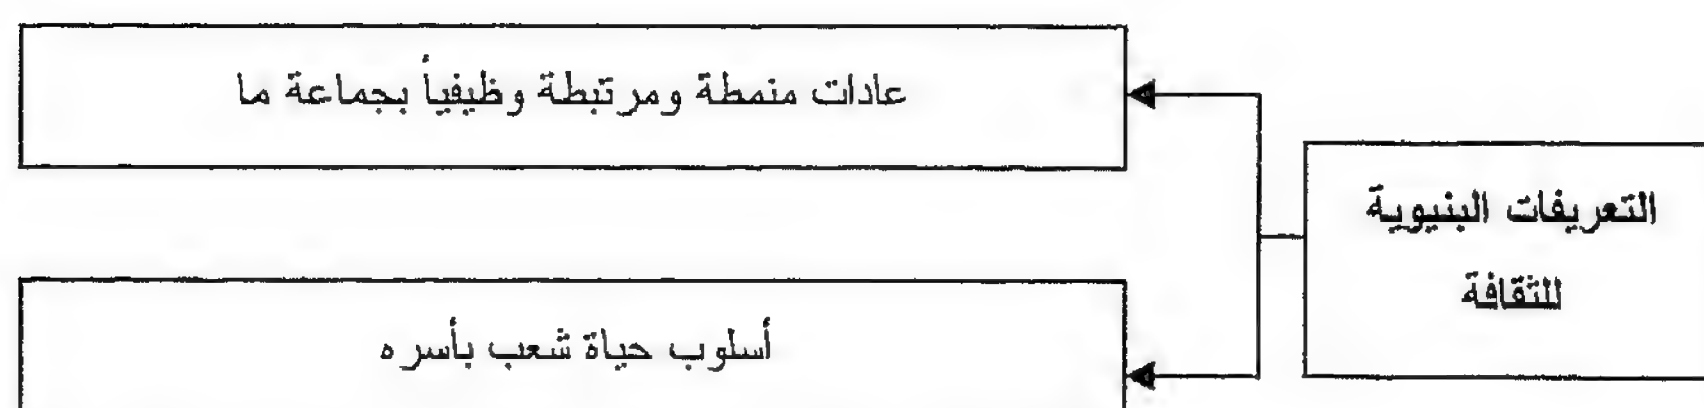 التعريفات البنيوية
للثقافة
عادات منمطة ومرتبطة وظيفياً بجماعة ما
أسلوب حياة شعب بأسره